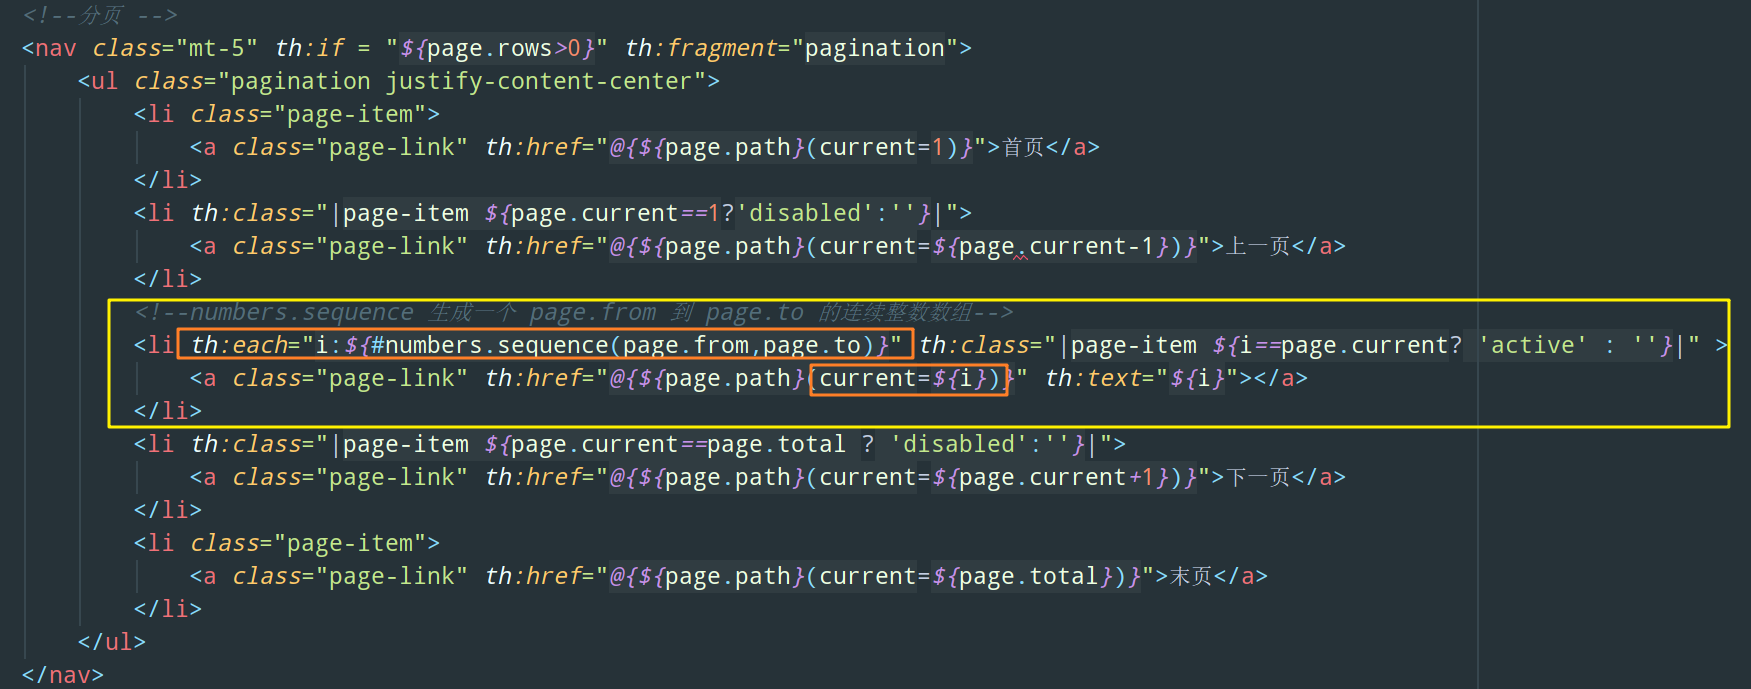 <!--分页 -->
<nav class="mt-5" th:if = "${page.rows>0}" th:fragment="pagination">
<ul class="pagination justify-content-center">
<li class="page-item">
<a class="page-link" th:href="@{${page.path}(current=1)}">首页</a>
</li>
<li th:class="|page-item ${page.current==1?'disabled':''}|">
<a class="page-link" th:href="@{${page.path}(current=${page.current-1})}">上一页</a>
</li>
<!--numbers.sequence 生成一个 page.from 到 page.to 的连续整数数组-->
<li th:each="i:${#numbers.sequence(page.from,page.to)}" th:class="|page-item ${i==page.current? 'active' : ''}|" >
<a class="page-link" th:href="@{${page.path}(current=${i})}" th:text="${i}"></a>
</li>
<li th:class="|page-item ${page.current==page.total ? 'disabled':''}|">
<a class="page-link" th:href="@{${page.path}(current=${page.current+1})}">下一页</a>
</li>
<li class="page-item">
<a class="page-link" th:href="@{${page.path}(current=${page.total})}">末页</a>
</li>
</ul>
</nav>